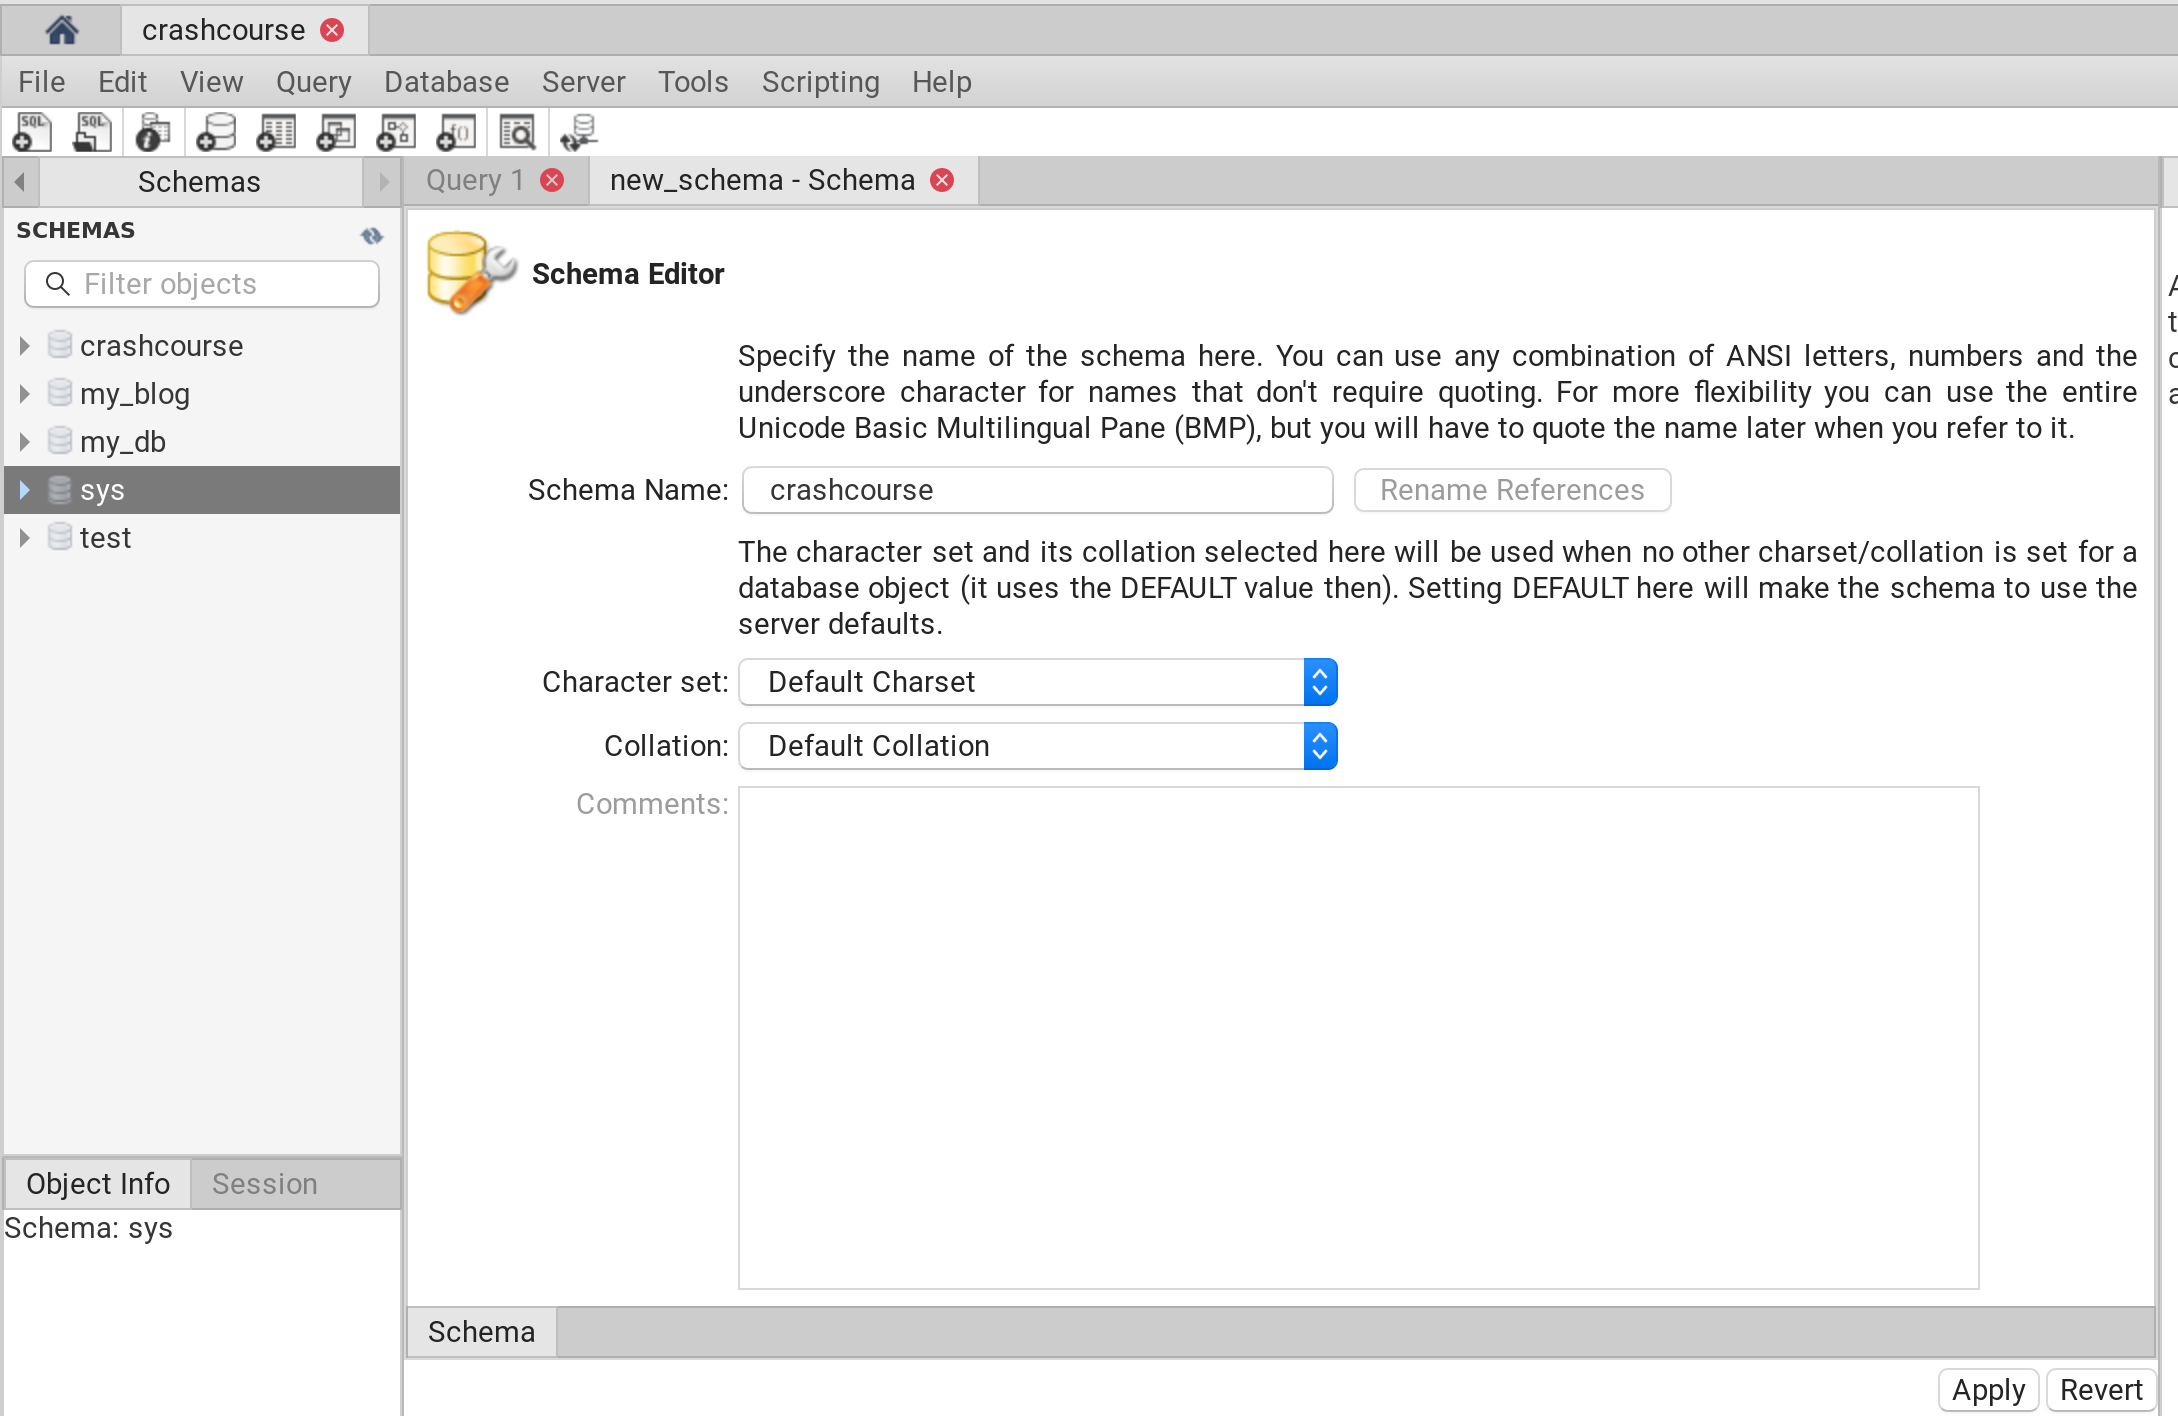 crashcourse
File Edit View Query Database Server Tools Scripting Help
Schemas
SCHEMAS
Filter objects
crashcourse
my_blog
my_db
sys
test
Object Info Session
Schema: sys
Query 1 new_schema - Schema
Schema Editor
Specify the name of the schema here. You can use any combination of ANSI letters, numbers and the
underscore character for names that don't require quoting. For more flexibility you can use the entire
Unicode Basic Multilingual Pane (BMP), but you will have to quote the name later when you refer to it.
Schema Name: crashcourse Rename References
The character set and its collation selected here will be used when no other charset/collation is set for a
database object (it uses the DEFAULT value then). Setting DEFAULT here will make the schema to use the
server defaults.
Character set: Default Charset
Collation: Default Collation
Comments:
Schema
Apply Revert